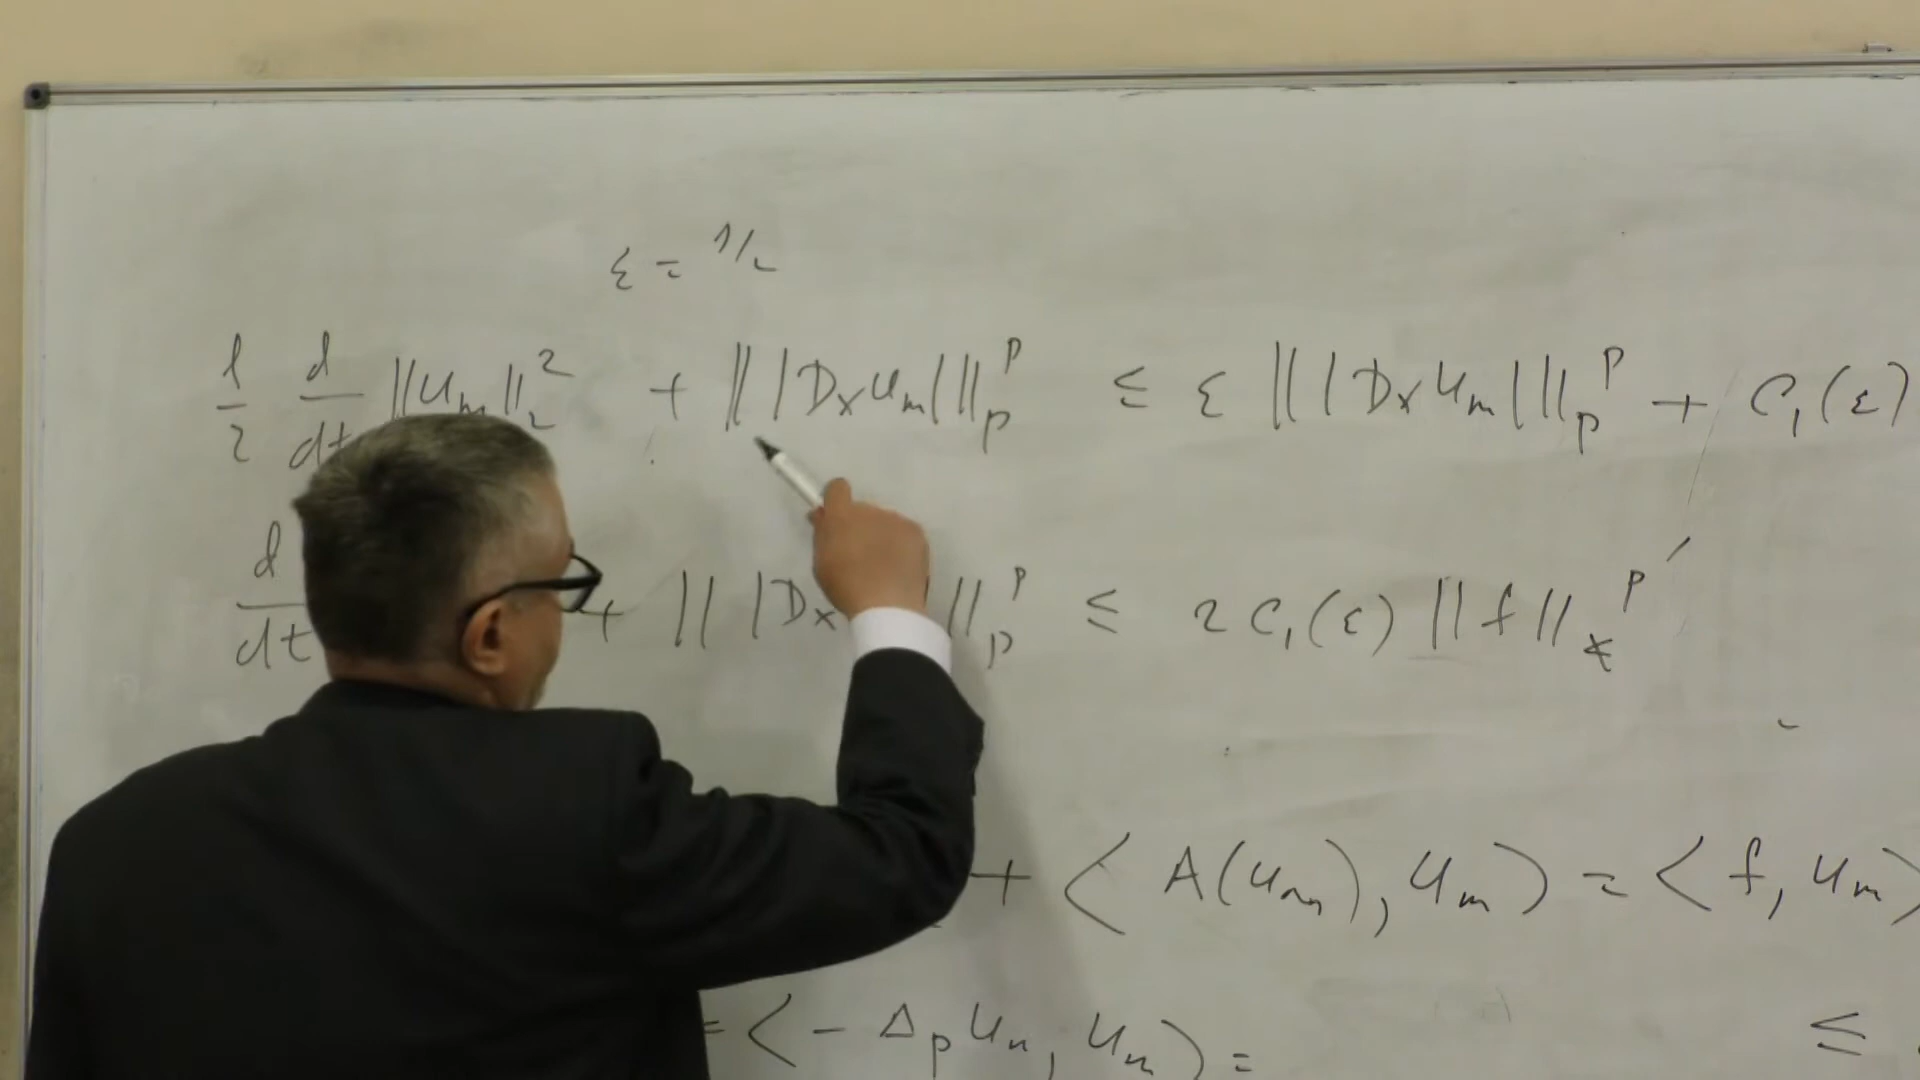 ε = 1/2
1/2 d/dt ||u_m||_2^2 + || |D_x u_m| ||_p^p ≤ ε || |D_x u_m| ||_p^p + C_1(ε)
d/dt + || |D_x || _p^p ≤ 2 C_1(ε) ||f||_*^{p'}
+ ⟨A(u_m), u_m⟩ = ⟨f, u_m⟩
= ⟨-Δ_p u_m, u_m⟩ = ≤